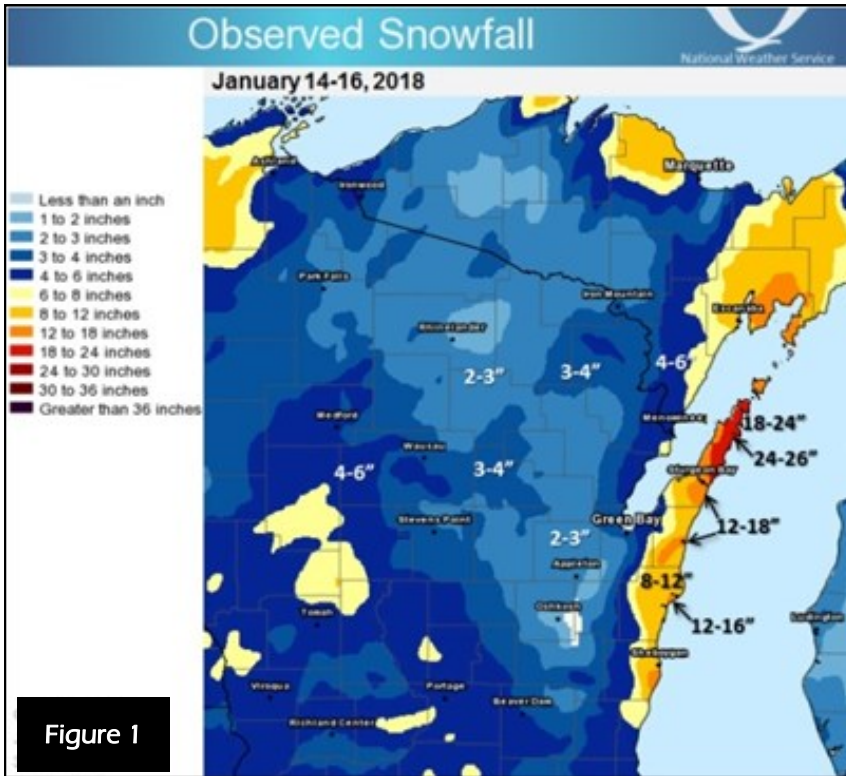 Observed Snowfall
National Weather Service
January 14-16, 2018
Less than an inch
1 to 2 inches
2 to 3 inches
3 to 4 inches
4 to 6 inches
6 to 8 inches
8 to 12 inches
12 to 18 inches
18 to 24 inches
24 to 30 inches
30 to 36 inches
Greater than 36 inches
Ashland
Marquette
Ironwood
Park Falls
Iron Mountain
Escanaba
Rhinelander
4-6"
3-4"
2-3"
Medford
Menominee
18-24"
Wausau
24-26"
Sturgeon Bay
4-6"
3-4"
Stevens Point
Green Bay
12-18"
2-3"
Appleton
8-12"
Oshkosh
Tomah
12-16"
Ludington
Sheboygan
Viroqua
Portage
Beaver Dam
Richland Center
Figure 1